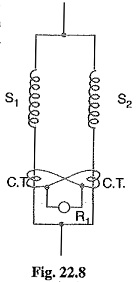 S1 S2
C.T. C.T.
R1
Fig. 22.8